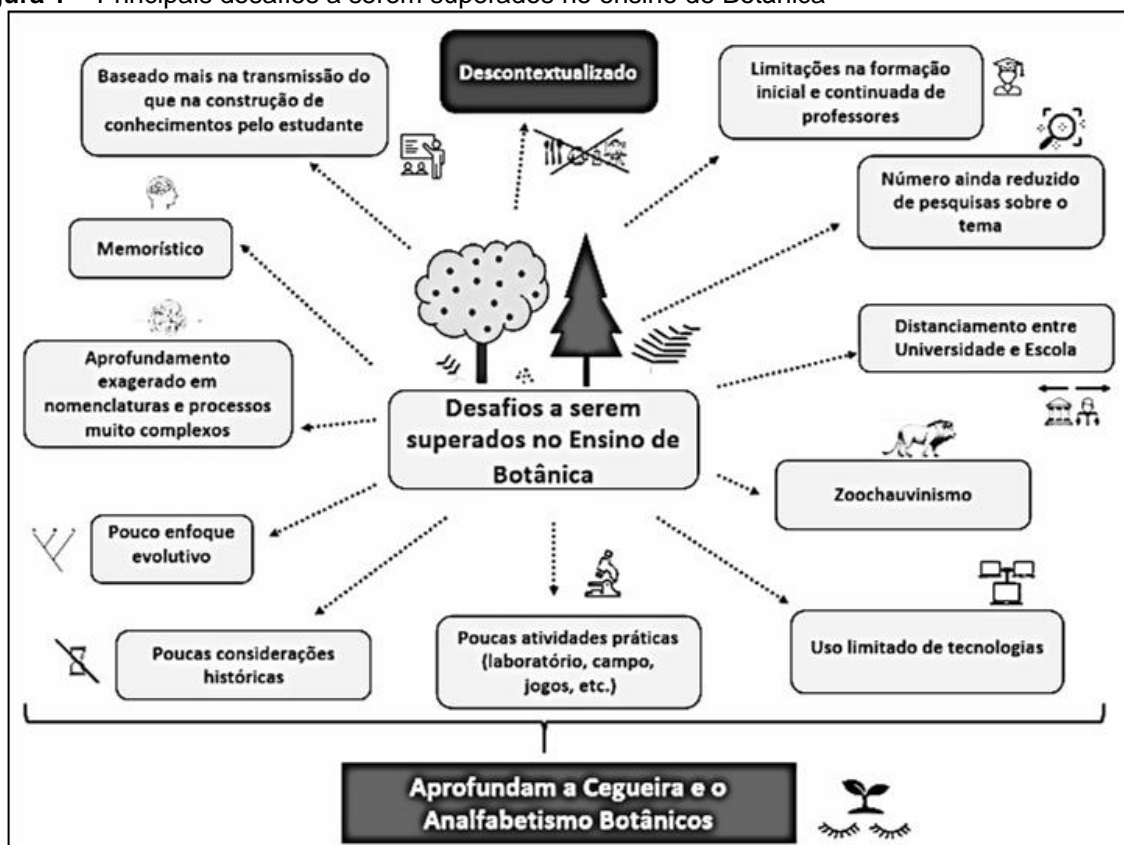 Principais desafios a serem superados no ensino de Botânica
Baseado mais na transmissão do
que na construção de
conhecimentos pelo estudante
Descontextualizado
Limitações na formação
inicial e continuada de
professores
Número ainda reduzido
de pesquisas sobre o
tema
Memorístico
Distanciamento entre
Universidade e Escola
Aprofundamento
exagerado em
nomenclaturas e processos
muito complexos
Desafios a serem
superados no Ensino de
Botânica
Zoochauvinismo
Pouco enfoque
evolutivo
Poucas considerações
históricas
Poucas atividades práticas
(laboratório, campo,
jogos, etc.)
Uso limitado de tecnologias
Aprofundam a Cegueira e o
Analfabetismo Botânicos